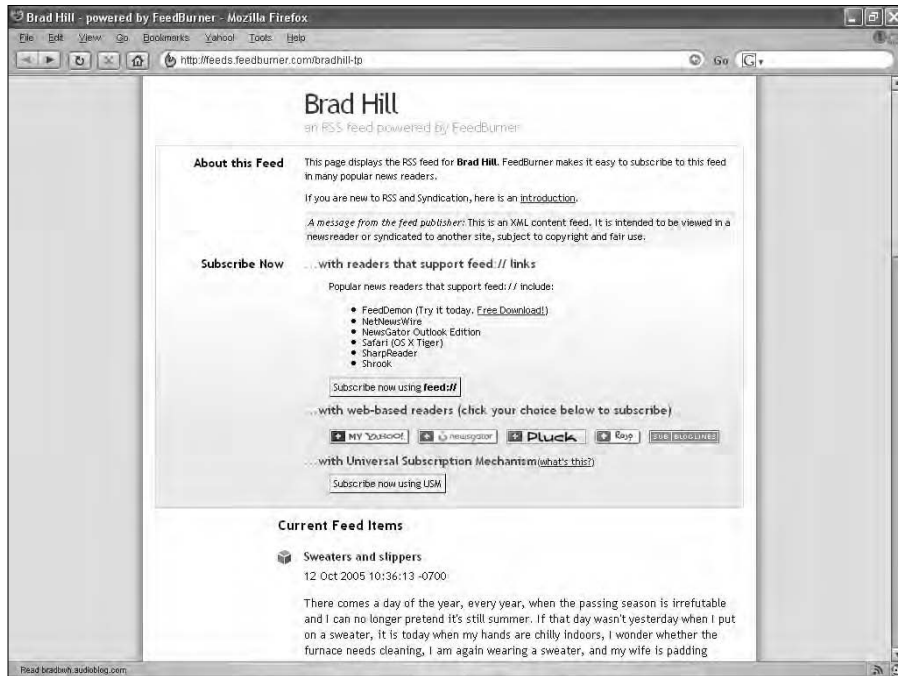 Brad Hill - powered by FeedBurner - Mozilla Firefox
File Edit View Go Bookmarks Yahoo! Tools Help
http://feeds.feedburner.com/bradhill-tp
Go
G
Brad Hill
an RSS feed powered by FeedBurner
About this Feed
This page displays the RSS feed for Brad Hill. FeedBurner makes it easy to subscribe to this feed
in many popular news readers.
If you are new to RSS and Syndication, here is an introduction.
A message from the feed publisher: This is an XML content feed. It is intended to be viewed in a
newsreader or syndicated to another site, subject to copyright and fair use.
Subscribe Now
...with readers that support feed:// links
Popular news readers that support feed:// include:
• FeedDemon (Try it today. Free Download!)
• NetNewsWire
• NewsGator Outlook Edition
• Safari (OS X Tiger)
• SharpReader
• Shrook
Subscribe now using feed://
...with web-based readers (click your choice below to subscribe)
MY YAHOO! newsgator Pluck Rojo SUB BLOGLINES
...with Universal Subscription Mechanism(what's this?)
Subscribe now using USM
Current Feed Items
Sweaters and slippers
12 Oct 2005 10:36:13 -0700
There comes a day of the year, every year, when the passing season is irrefutable
and I can no longer pretend it's still summer. If that day wasn't yesterday when I put
on a sweater, it is today when my hands are chilly indoors, I wonder whether the
furnace needs cleaning, I am again wearing a sweater, and my wife is padding
Read bradbwh.audioblog.com